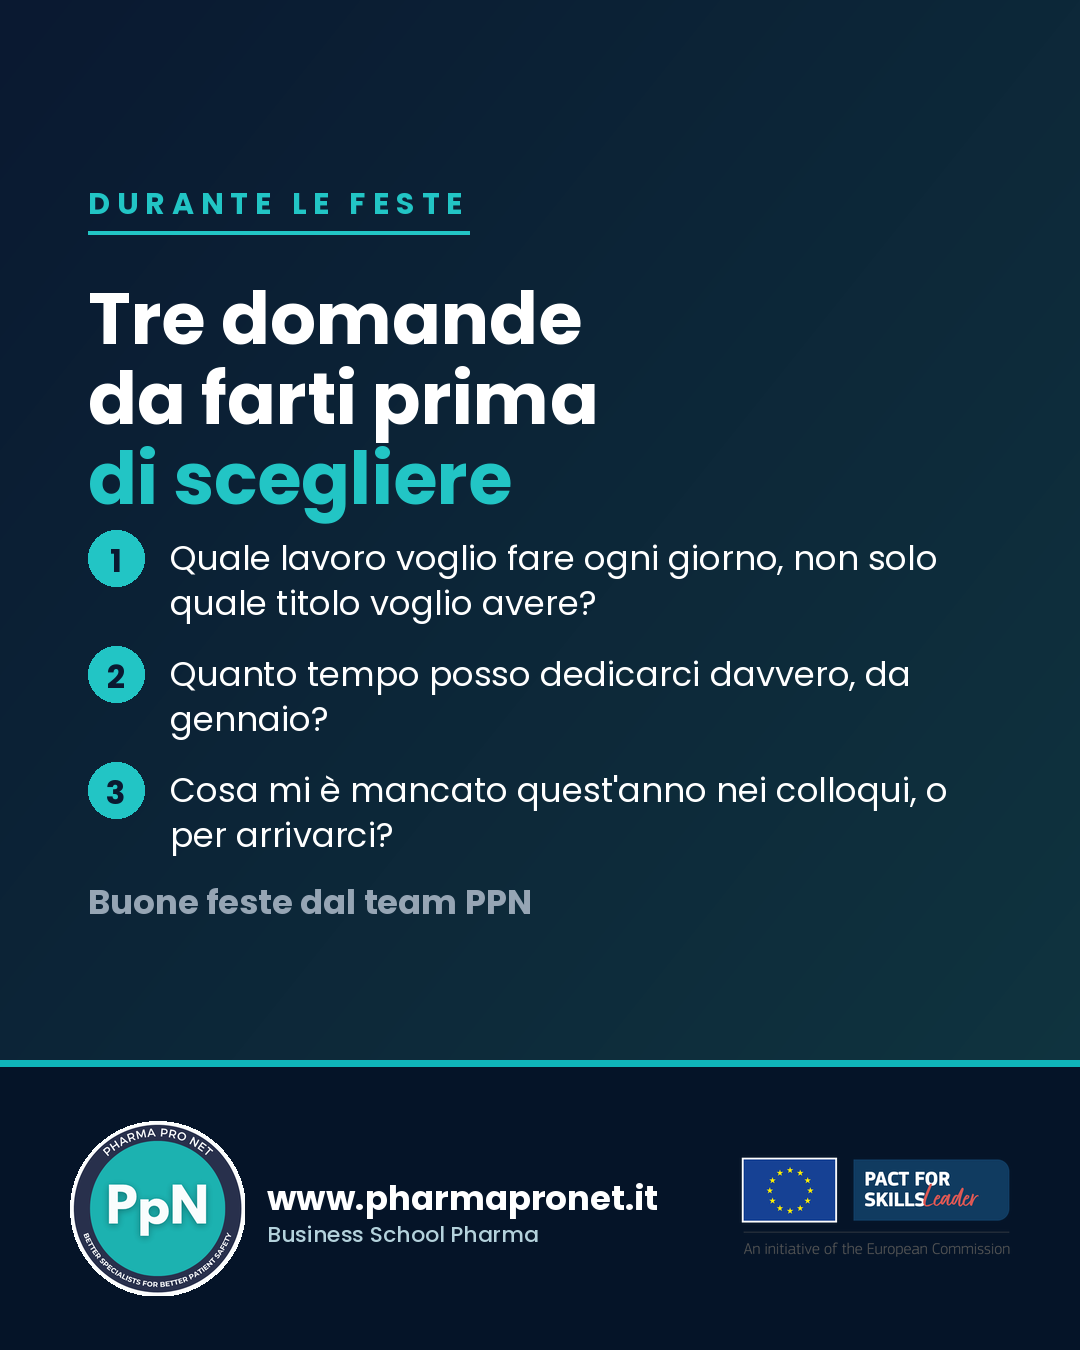 DURANTE LE FESTE
Tre domande
da farti prima
di scegliere
1 Quale lavoro voglio fare ogni giorno, non solo
quale titolo voglio avere?
2 Quanto tempo posso dedicarci davvero, da
gennaio?
3 Cosa mi è mancato quest'anno nei colloqui, o
per arrivarci?
Buone feste dal team PPN
PHARMA PRO NET
PpN
BETTER SPECIALISTS FOR BETTER PATIENT SAFETY
www.pharmapronet.it
Business School Pharma
PACT FOR
SKILLS Leader
An initiative of the European Commission